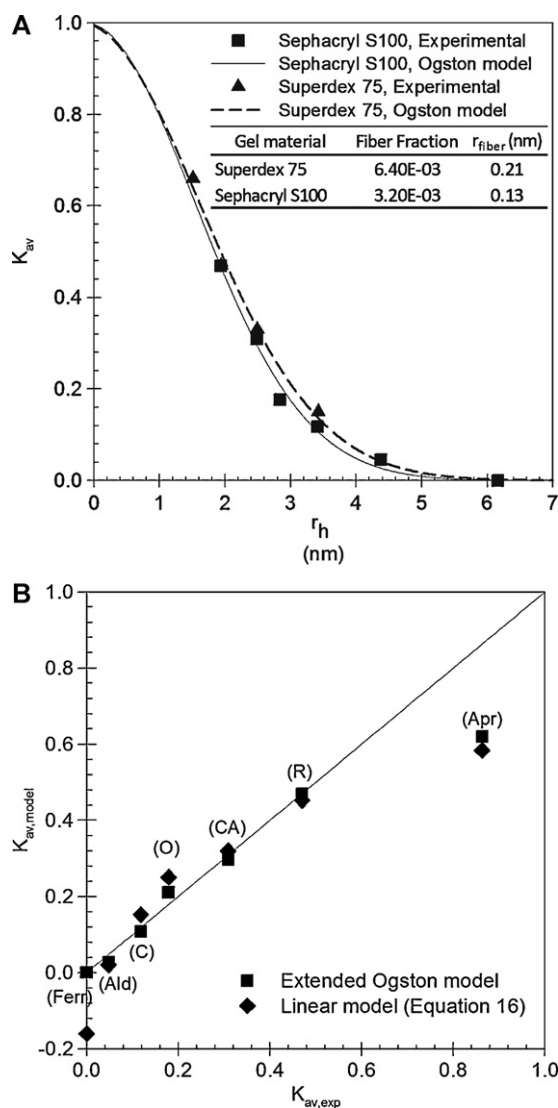 A
Sephacryl S100, Experimental
Sephacryl S100, Ogston model
Superdex 75, Experimental
Superdex 75, Ogston model
Gel material Fiber Fraction r_fiber (nm)
Superdex 75 6.40E-03 0.21
Sephacryl S100 3.20E-03 0.13
1.0
0.8
0.6
0.4
0.2
0.0
K_av
0 1 2 3 4 5 6 7
r_h
(nm)
B
1.0
0.8
0.6
0.4
0.2
0.0
-0.2
K_av,model
(Apr)
(R)
(CA)
(O)
(C)
(Ald)
(Ferr)
Extended Ogston model
Linear model (Equation 16)
0.0 0.2 0.4 0.6 0.8 1.0
K_av,exp